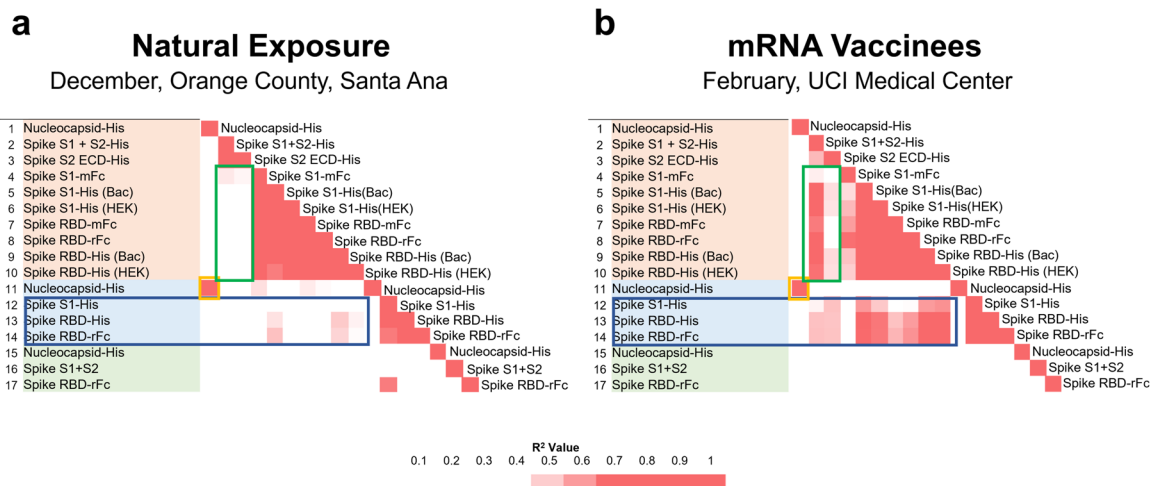 a
Natural Exposure
December, Orange County, Santa Ana
1 Nucleocapsid-His Nucleocapsid-His
2 Spike S1 + S2-His Spike S1+S2-His
3 Spike S2 ECD-His Spike S2 ECD-His
4 Spike S1-mFc Spike S1-mFc
5 Spike S1-His (Bac) Spike S1-His(Bac)
6 Spike S1-His (HEK) Spike S1-His(HEK)
7 Spike RBD-mFc Spike RBD-mFc
8 Spike RBD-rFc Spike RBD-rFc
9 Spike RBD-His (Bac) Spike RBD-His (Bac)
10 Spike RBD-His (HEK) Spike RBD-His (HEK)
11 Nucleocapsid-His Nucleocapsid-His
12 Spike S1-His Spike S1-His
13 Spike RBD-His Spike RBD-His
14 Spike RBD-rFc Spike RBD-rFc
15 Nucleocapsid-His Nucleocapsid-His
16 Spike S1+S2 Spike S1+S2
17 Spike RBD-rFc Spike RBD-rFc
b
mRNA Vaccinees
February, UCI Medical Center
1 Nucleocapsid-His Nucleocapsid-His
2 Spike S1 + S2-His Spike S1+S2-His
3 Spike S2 ECD-His Spike S2 ECD-His
4 Spike S1-mFc Spike S1-mFc
5 Spike S1-His (Bac) Spike S1-His(Bac)
6 Spike S1-His (HEK) Spike S1-His(HEK)
7 Spike RBD-mFc Spike RBD-mFc
8 Spike RBD-rFc Spike RBD-rFc
9 Spike RBD-His (Bac) Spike RBD-His (Bac)
10 Spike RBD-His (HEK) Spike RBD-His (HEK)
11 Nucleocapsid-His Nucleocapsid-His
12 Spike S1-His Spike S1-His
13 Spike RBD-His Spike RBD-His
14 Spike RBD-rFc Spike RBD-rFc
15 Nucleocapsid-His Nucleocapsid-His
16 Spike S1+S2 Spike S1+S2
17 Spike RBD-rFc Spike RBD-rFc
R² Value
0.1 0.2 0.3 0.4 0.5 0.6 0.7 0.8 0.9 1